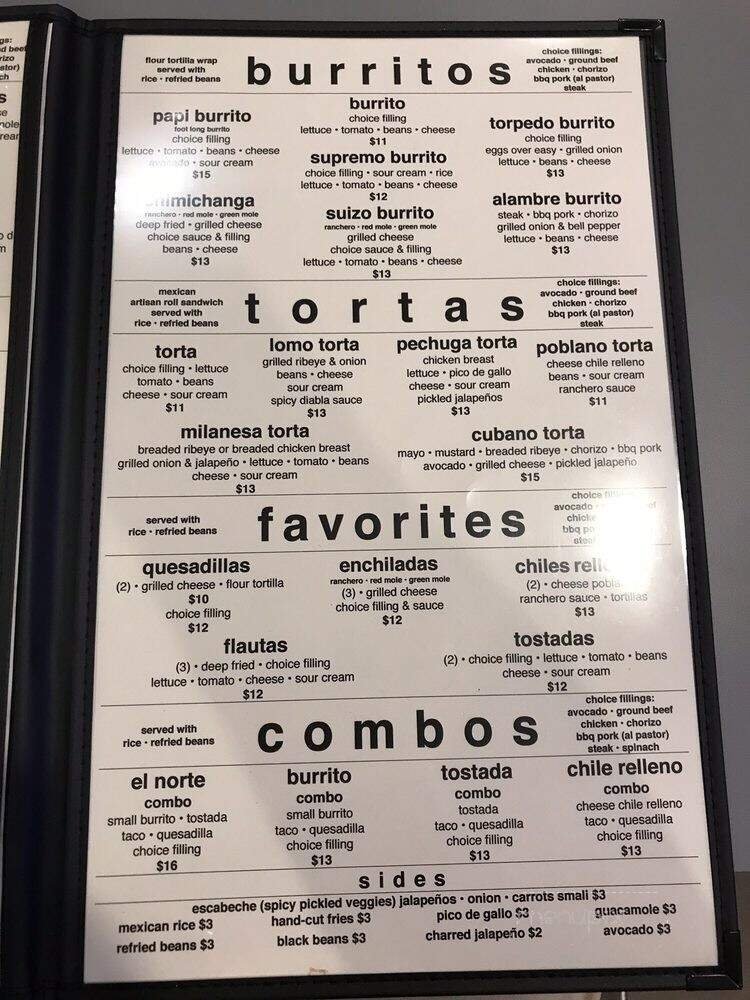 flour tortilla wrap
served with
rice • refried beans
burritos
choice fillings:
avocado • ground beef
chicken • chorizo
bbq pork (al pastor)
steak
papi burrito
foot long burrito
choice filling
lettuce • tomato • beans • cheese
avocado • sour cream
$15
burrito
choice filling
lettuce • tomato • beans • cheese
$11
torpedo burrito
choice filling
eggs over easy • grilled onion
lettuce • beans • cheese
$13
supremo burrito
choice filling • sour cream • rice
lettuce • tomato • beans • cheese
$12
chimichanga
ranchero • red mole • green mole
deep fried • grilled cheese
choice sauce & filling
beans • cheese
$13
suizo burrito
ranchero • red mole • green mole
grilled cheese
choice sauce & filling
lettuce • tomato • beans • cheese
$13
alambre burrito
steak • bbq pork • chorizo
grilled onion & bell pepper
lettuce • beans • cheese
$13
mexican
artisan roll sandwich
served with
rice • refried beans
tortas
choice fillings:
avocado • ground beef
chicken • chorizo
bbq pork (al pastor)
steak
torta
choice filling • lettuce
tomato • beans
cheese • sour cream
$11
lomo torta
grilled ribeye & onion
beans • cheese
sour cream
spicy diabla sauce
$13
pechuga torta
chicken breast
lettuce • pico de gallo
cheese • sour cream
pickled jalapeños
$13
poblano torta
cheese chile relleno
beans • sour cream
ranchero sauce
$11
milanesa torta
breaded ribeye or breaded chicken breast
grilled onion & jalapeño • lettuce • tomato • beans
cheese • sour cream
$13
cubano torta
mayo • mustard • breaded ribeye • chorizo • bbq pork
avocado • grilled cheese • pickled jalapeño
$15
served with
rice • refried beans
favorites
choice
avocado
bbq
quesadillas
(2) • grilled cheese • flour tortilla
$10
choice filling
$12
enchiladas
ranchero • red mole • green mole
(3) • grilled cheese
choice filling & sauce
$12
chiles
(2) • cheese
ranchero sauce • tortillas
$13
flautas
(3) • deep fried • choice filling
lettuce • tomato • cheese • sour cream
$12
tostadas
(2) • choice filling • lettuce • tomato • beans
cheese • sour cream
$12
served with
rice • refried beans
combos
choice fillings:
avocado • ground beef
chicken • chorizo
bbq pork (al pastor)
steak • spinach
el norte
combo
small burrito • tostada
taco • quesadilla
choice filling
$16
burrito
combo
small burrito
taco • quesadilla
choice filling
$13
tostada
combo
tostada
taco • quesadilla
choice filling
$13
chile relleno
combo
cheese chile relleno
taco • quesadilla
choice filling
$13
sides
escabeche (spicy pickled veggies) jalapeños • onion • carrots small $3
mexican rice $3
hand-cut fries $3
pico de gallo $3
guacamole $3
refried beans $3
black beans $3
charred jalapeño $2
avocado $3